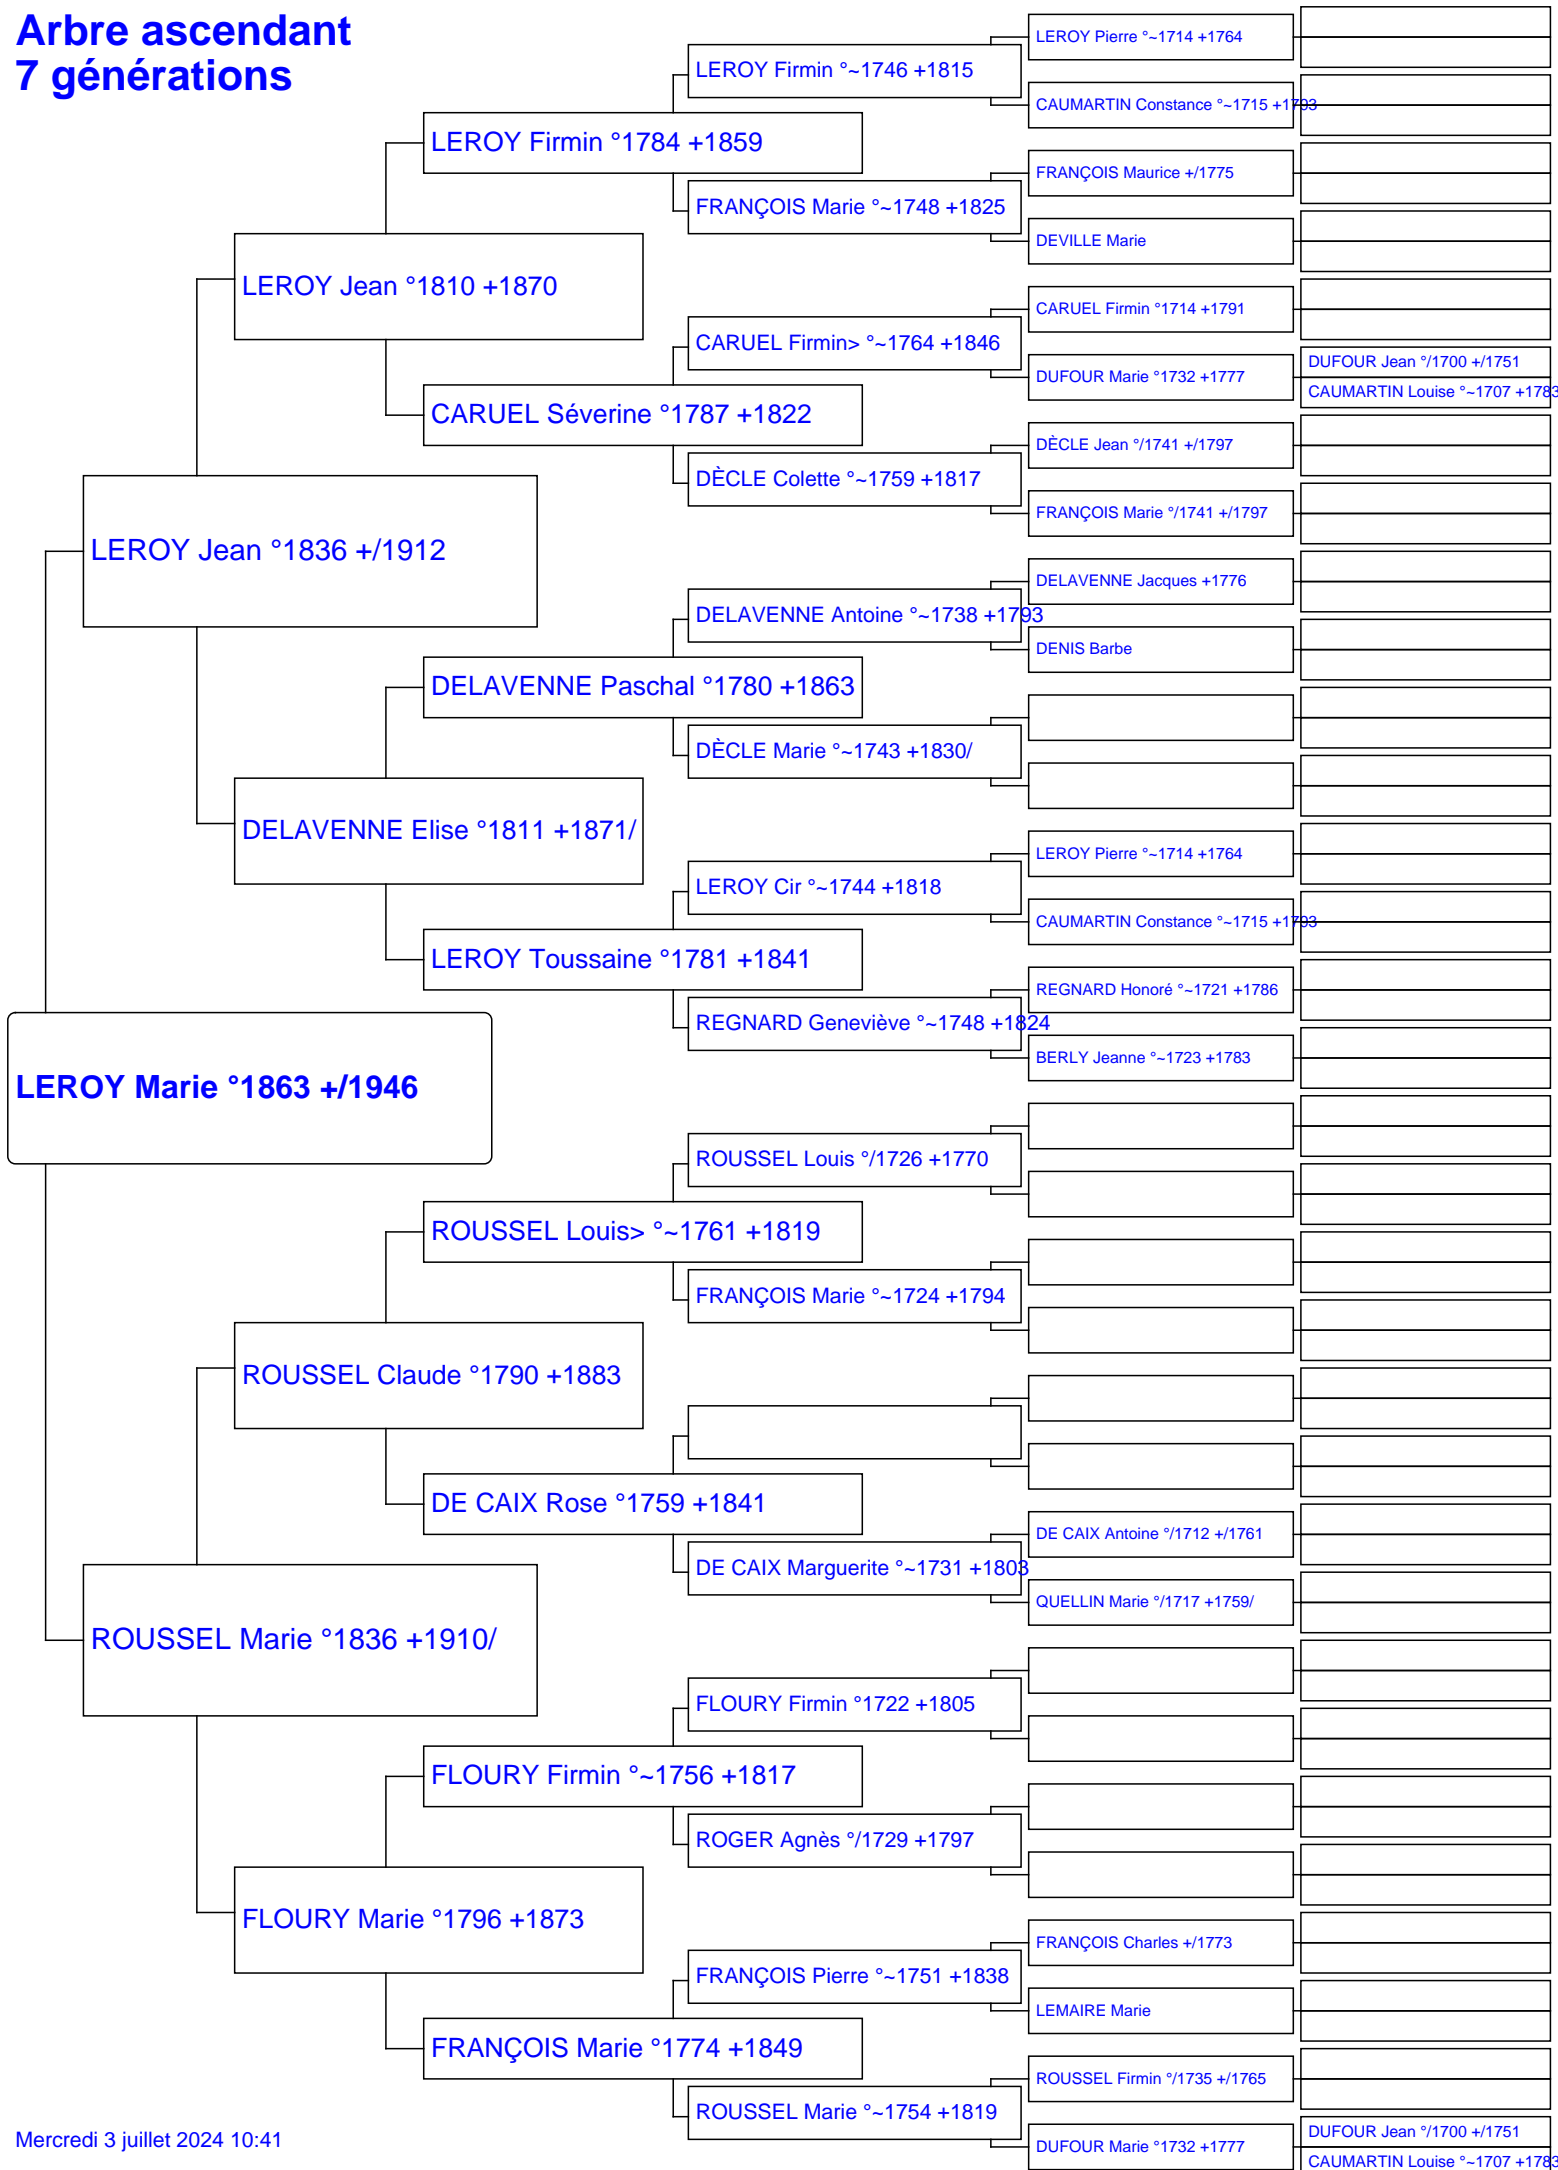 Arbre ascendant
7 générations
LEROY Pierre °~1714 +1764
LEROY Firmin °~1746 +1815
CAUMARTIN Constance °~1715 +1793
LEROY Firmin °1784 +1859
FRANÇOIS Maurice +/1775
FRANÇOIS Marie °~1748 +1825
DEVILLE Marie
LEROY Jean °1810 +1870
CARUEL Firmin °1714 +1791
CARUEL Firmin> °~1764 +1846
DUFOUR Jean °/1700 +/1751
DUFOUR Marie °1732 +1777
CAUMARTIN Louise °~1707 +1783
CARUEL Séverine °1787 +1822
DÈCLE Jean °/1741 +/1797
DÈCLE Colette °~1759 +1817
FRANÇOIS Marie °/1741 +/1797
LEROY Jean °1836 +/1912
DELAVENNE Jacques +1776
DELAVENNE Antoine °~1738 +1793
DENIS Barbe
DELAVENNE Paschal °1780 +1863
DÈCLE Marie °~1743 +1830/
DELAVENNE Elise °1811 +1871/
LEROY Pierre °~1714 +1764
LEROY Cir °~1744 +1818
CAUMARTIN Constance °~1715 +1793
LEROY Toussaine °1781 +1841
REGNARD Honoré °~1721 +1786
REGNARD Geneviève °~1748 +1824
BERLY Jeanne °~1723 +1783
LEROY Marie °1863 +/1946
ROUSSEL Louis °/1726 +1770
ROUSSEL Louis> °~1761 +1819
FRANÇOIS Marie °~1724 +1794
ROUSSEL Claude °1790 +1883
DE CAIX Rose °1759 +1841
DE CAIX Antoine °/1712 +/1761
DE CAIX Marguerite °~1731 +1803
QUELLIN Marie °/1717 +1759/
ROUSSEL Marie °1836 +1910/
FLOURY Firmin °1722 +1805
FLOURY Firmin °~1756 +1817
ROGER Agnès °/1729 +1797
FLOURY Marie °1796 +1873
FRANÇOIS Charles +/1773
FRANÇOIS Pierre °~1751 +1838
LEMAIRE Marie
FRANÇOIS Marie °1774 +1849
ROUSSEL Firmin °/1735 +/1765
ROUSSEL Marie °~1754 +1819
DUFOUR Jean °/1700 +/1751
DUFOUR Marie °1732 +1777
CAUMARTIN Louise °~1707 +1783
Mercredi 3 juillet 2024 10:41